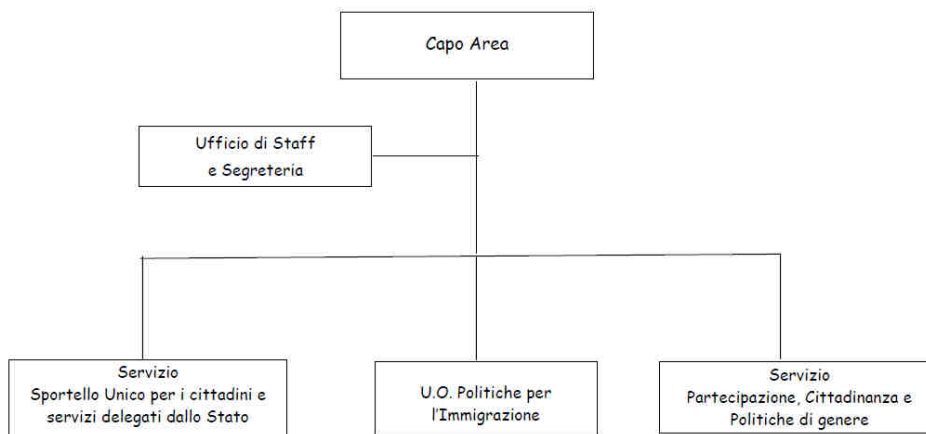 Capo Area
Ufficio di Staff
e Segreteria
Servizio
Sportello Unico per i cittadini e
servizi delegati dallo Stato
U.O. Politiche per
l'Immigrazione
Servizio
Partecipazione, Cittadinanza e
Politiche di genere